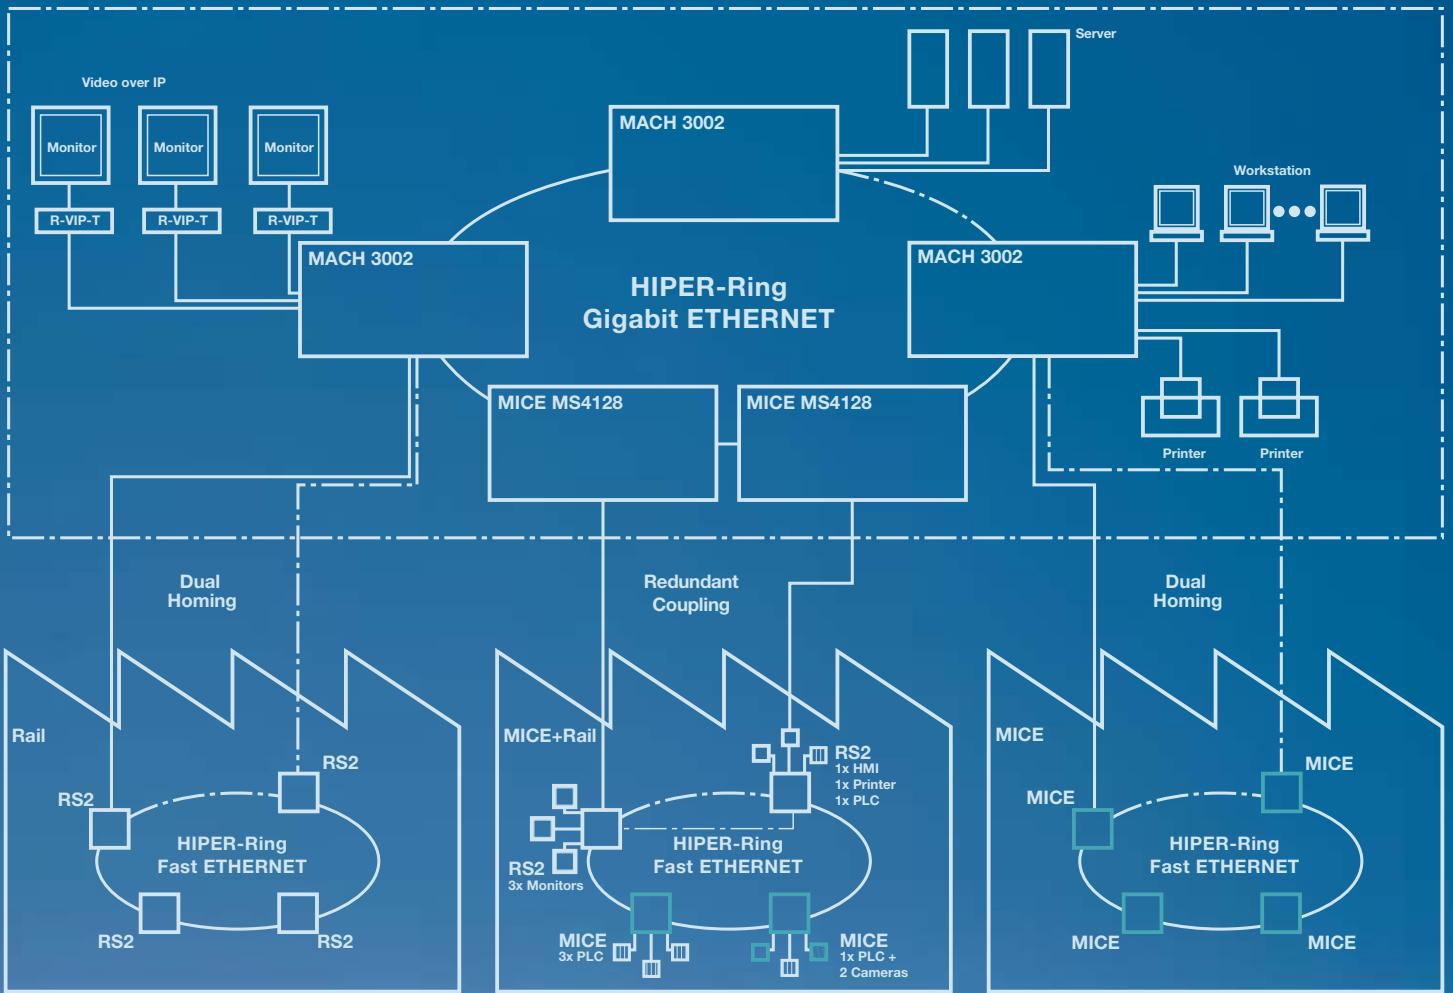 Server
Video over IP
MACH 3002
Monitor
Monitor
Monitor
Workstation
R-VIP-T
R-VIP-T
R-VIP-T
MACH 3002
MACH 3002
HIPER-Ring
Gigabit ETHERNET
MICE MS4128
MICE MS4128
Printer
Printer
Dual
Homing
Redundant
Coupling
Dual
Homing
Rail
RS2
RS2
HIPER-Ring
Fast ETHERNET
RS2
RS2
MICE+Rail
RS2
1x HMI
1x Printer
1x PLC
HIPER-Ring
Fast ETHERNET
RS2
3x Monitors
MICE
3x PLC
MICE
1x PLC +
2 Cameras
MICE
MICE
MICE
HIPER-Ring
Fast ETHERNET
MICE
MICE